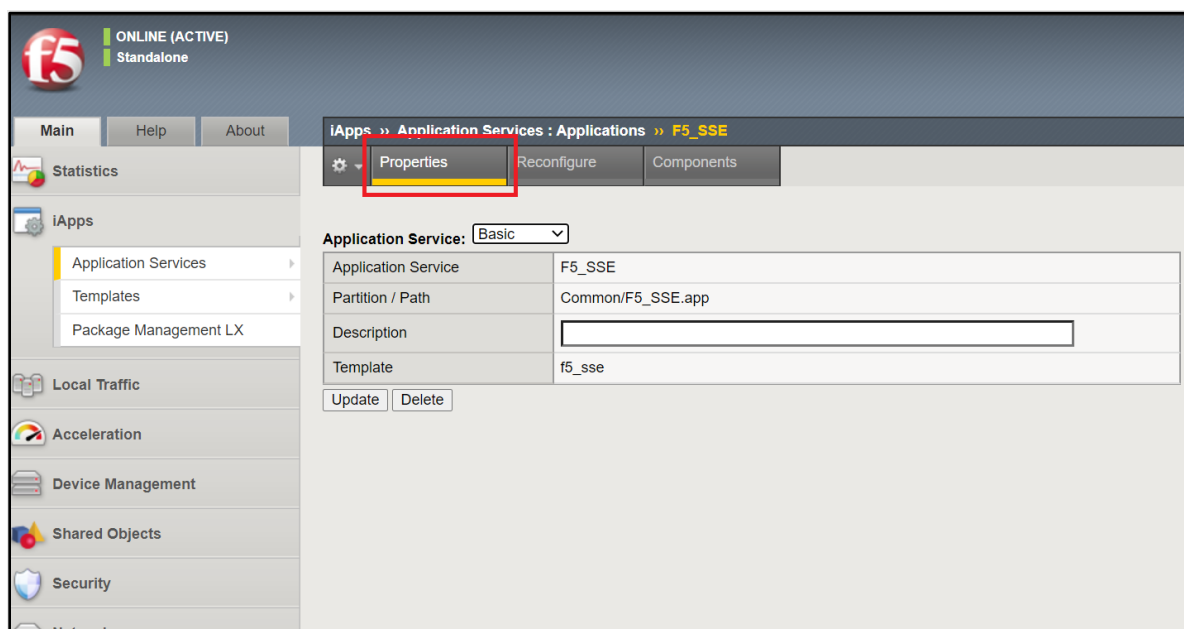 f5
ONLINE (ACTIVE)
Standalone
Main Help About
iApps ›› Application Services : Applications ›› F5_SSE
Properties Reconfigure Components
Statistics
iApps
Application Services
Templates
Package Management LX
Local Traffic
Acceleration
Device Management
Shared Objects
Security
Application Service: Basic
Application Service F5_SSE
Partition / Path Common/F5_SSE.app
Description
Template f5_sse
Update Delete